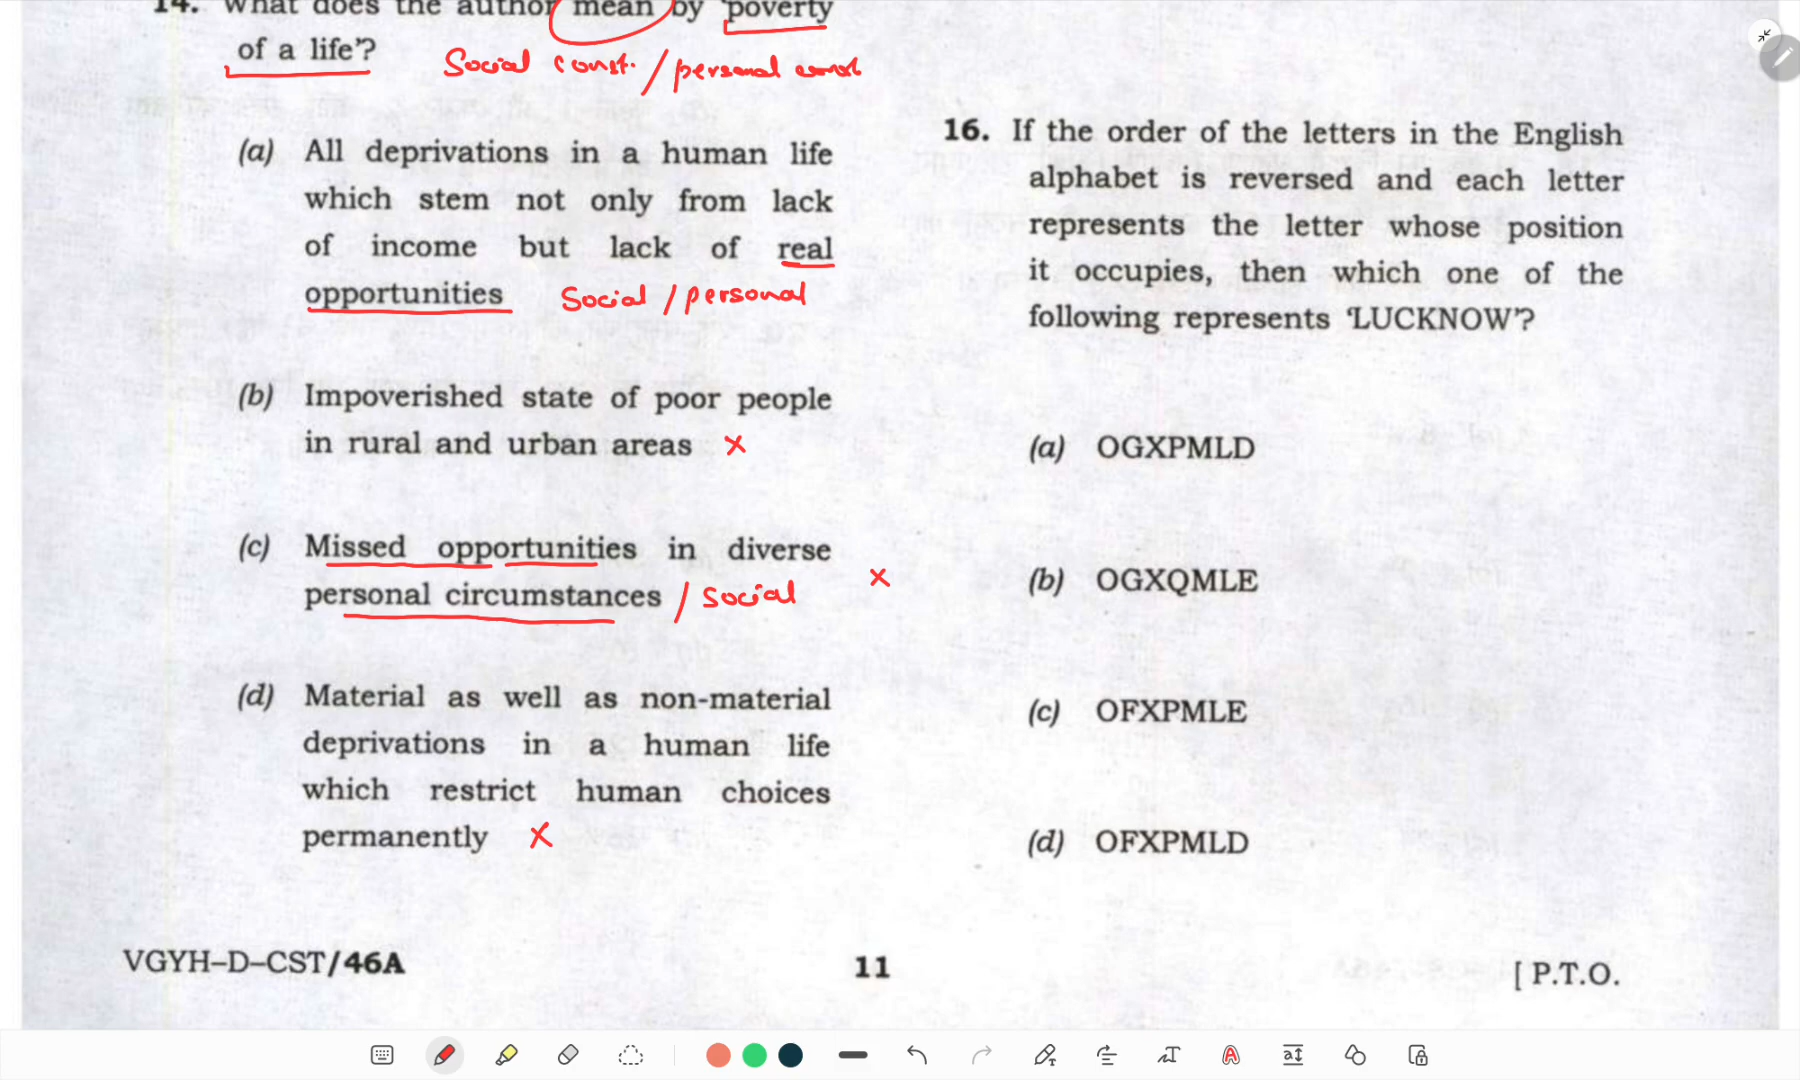 14. What does the author mean by 'poverty
of a life'?
Social const. / personal const
(a) All deprivations in a human life
which stem not only from lack
of income but lack of real
opportunities Social / personal
(b) Impoverished state of poor people
in rural and urban areas ×
(c) Missed opportunities in diverse
personal circumstances / Social ×
(d) Material as well as non-material
deprivations in a human life
which restrict human choices
permanently ×
16. If the order of the letters in the English
alphabet is reversed and each letter
represents the letter whose position
it occupies, then which one of the
following represents 'LUCKNOW'?
(a) OGXPMLD
(b) OGXQMLE
(c) OFXPMLE
(d) OFXPMLD
VGYH–D–CST/46A
11
[ P.T.O.